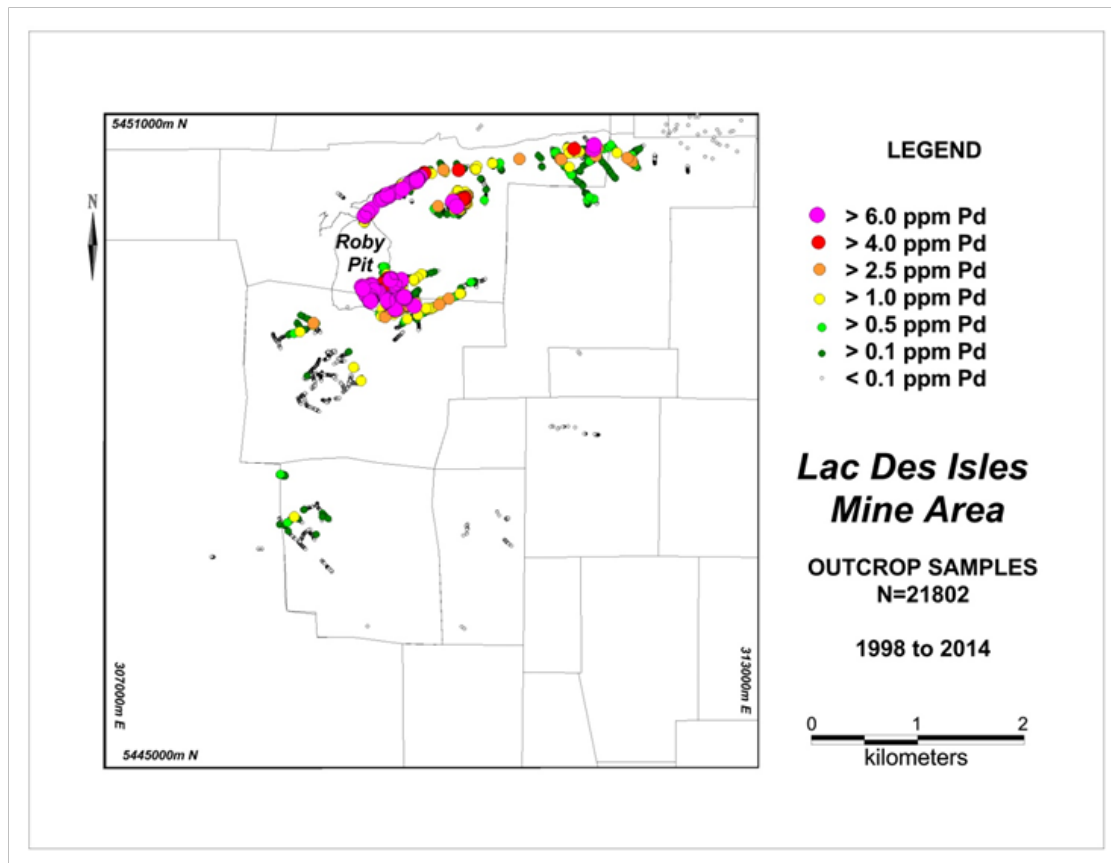 5451000m N
N
Roby
Pit
307000m E
313000m E
5445000m N
LEGEND
> 6.0 ppm Pd
> 4.0 ppm Pd
> 2.5 ppm Pd
> 1.0 ppm Pd
> 0.5 ppm Pd
> 0.1 ppm Pd
< 0.1 ppm Pd
Lac Des Isles
Mine Area
OUTCROP SAMPLES
N=21802
1998 to 2014
0 1 2
kilometers